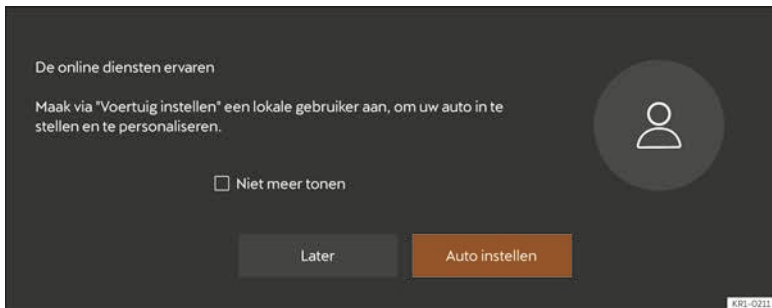 De online diensten ervaren
Maak via "Voertuig instellen" een lokale gebruiker aan, om uw auto in te
stellen en te personaliseren.
Niet meer tonen
Later
Auto instellen
KR1-0211